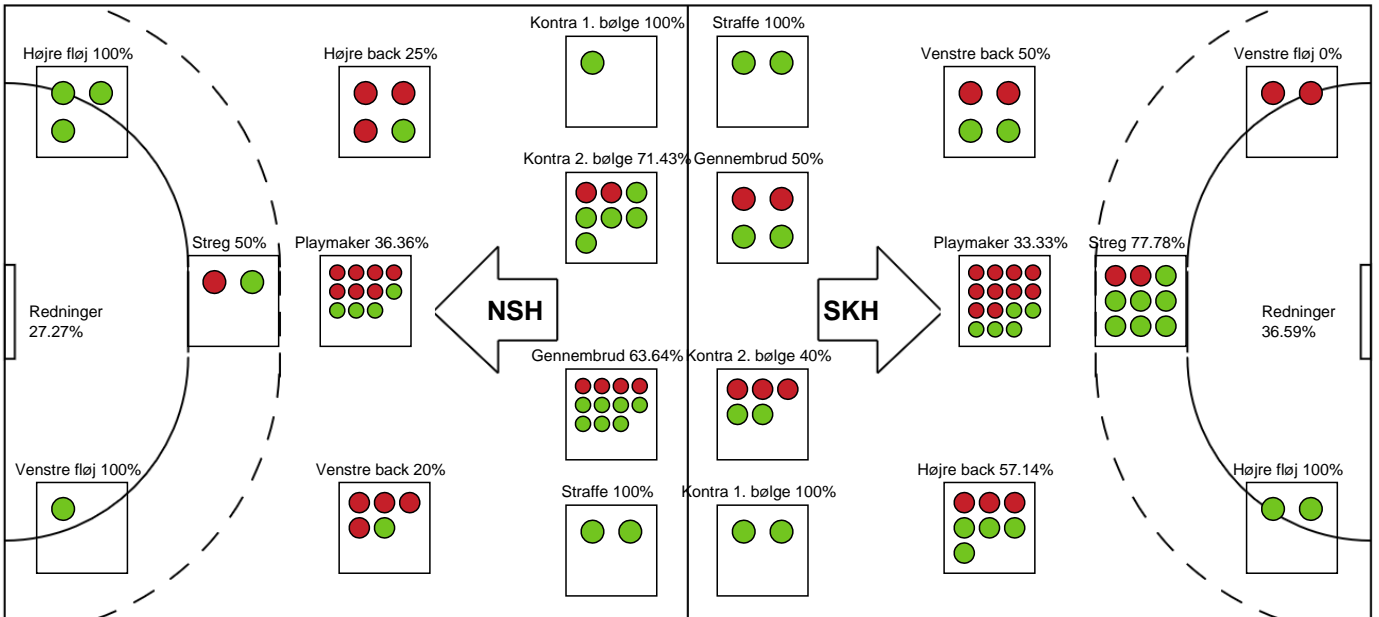 Kontra 1. bølge 100%
Straffe 100%
Højre fløj 100%
Højre back 25%
Venstre back 50%
Venstre fløj 0%
Kontra 2. bølge 71.43%
Gennembrud 50%
Streg 50%
Playmaker 36.36%
Playmaker 33.33%
Streg 77.78%
Redninger
27.27%
NSH
SKH
Redninger
36.59%
Gennembrud 63.64%
Kontra 2. bølge 40%
Venstre fløj 100%
Venstre back 20%
Højre back 57.14%
Højre fløj 100%
Straffe 100%
Kontra 1. bølge 100%